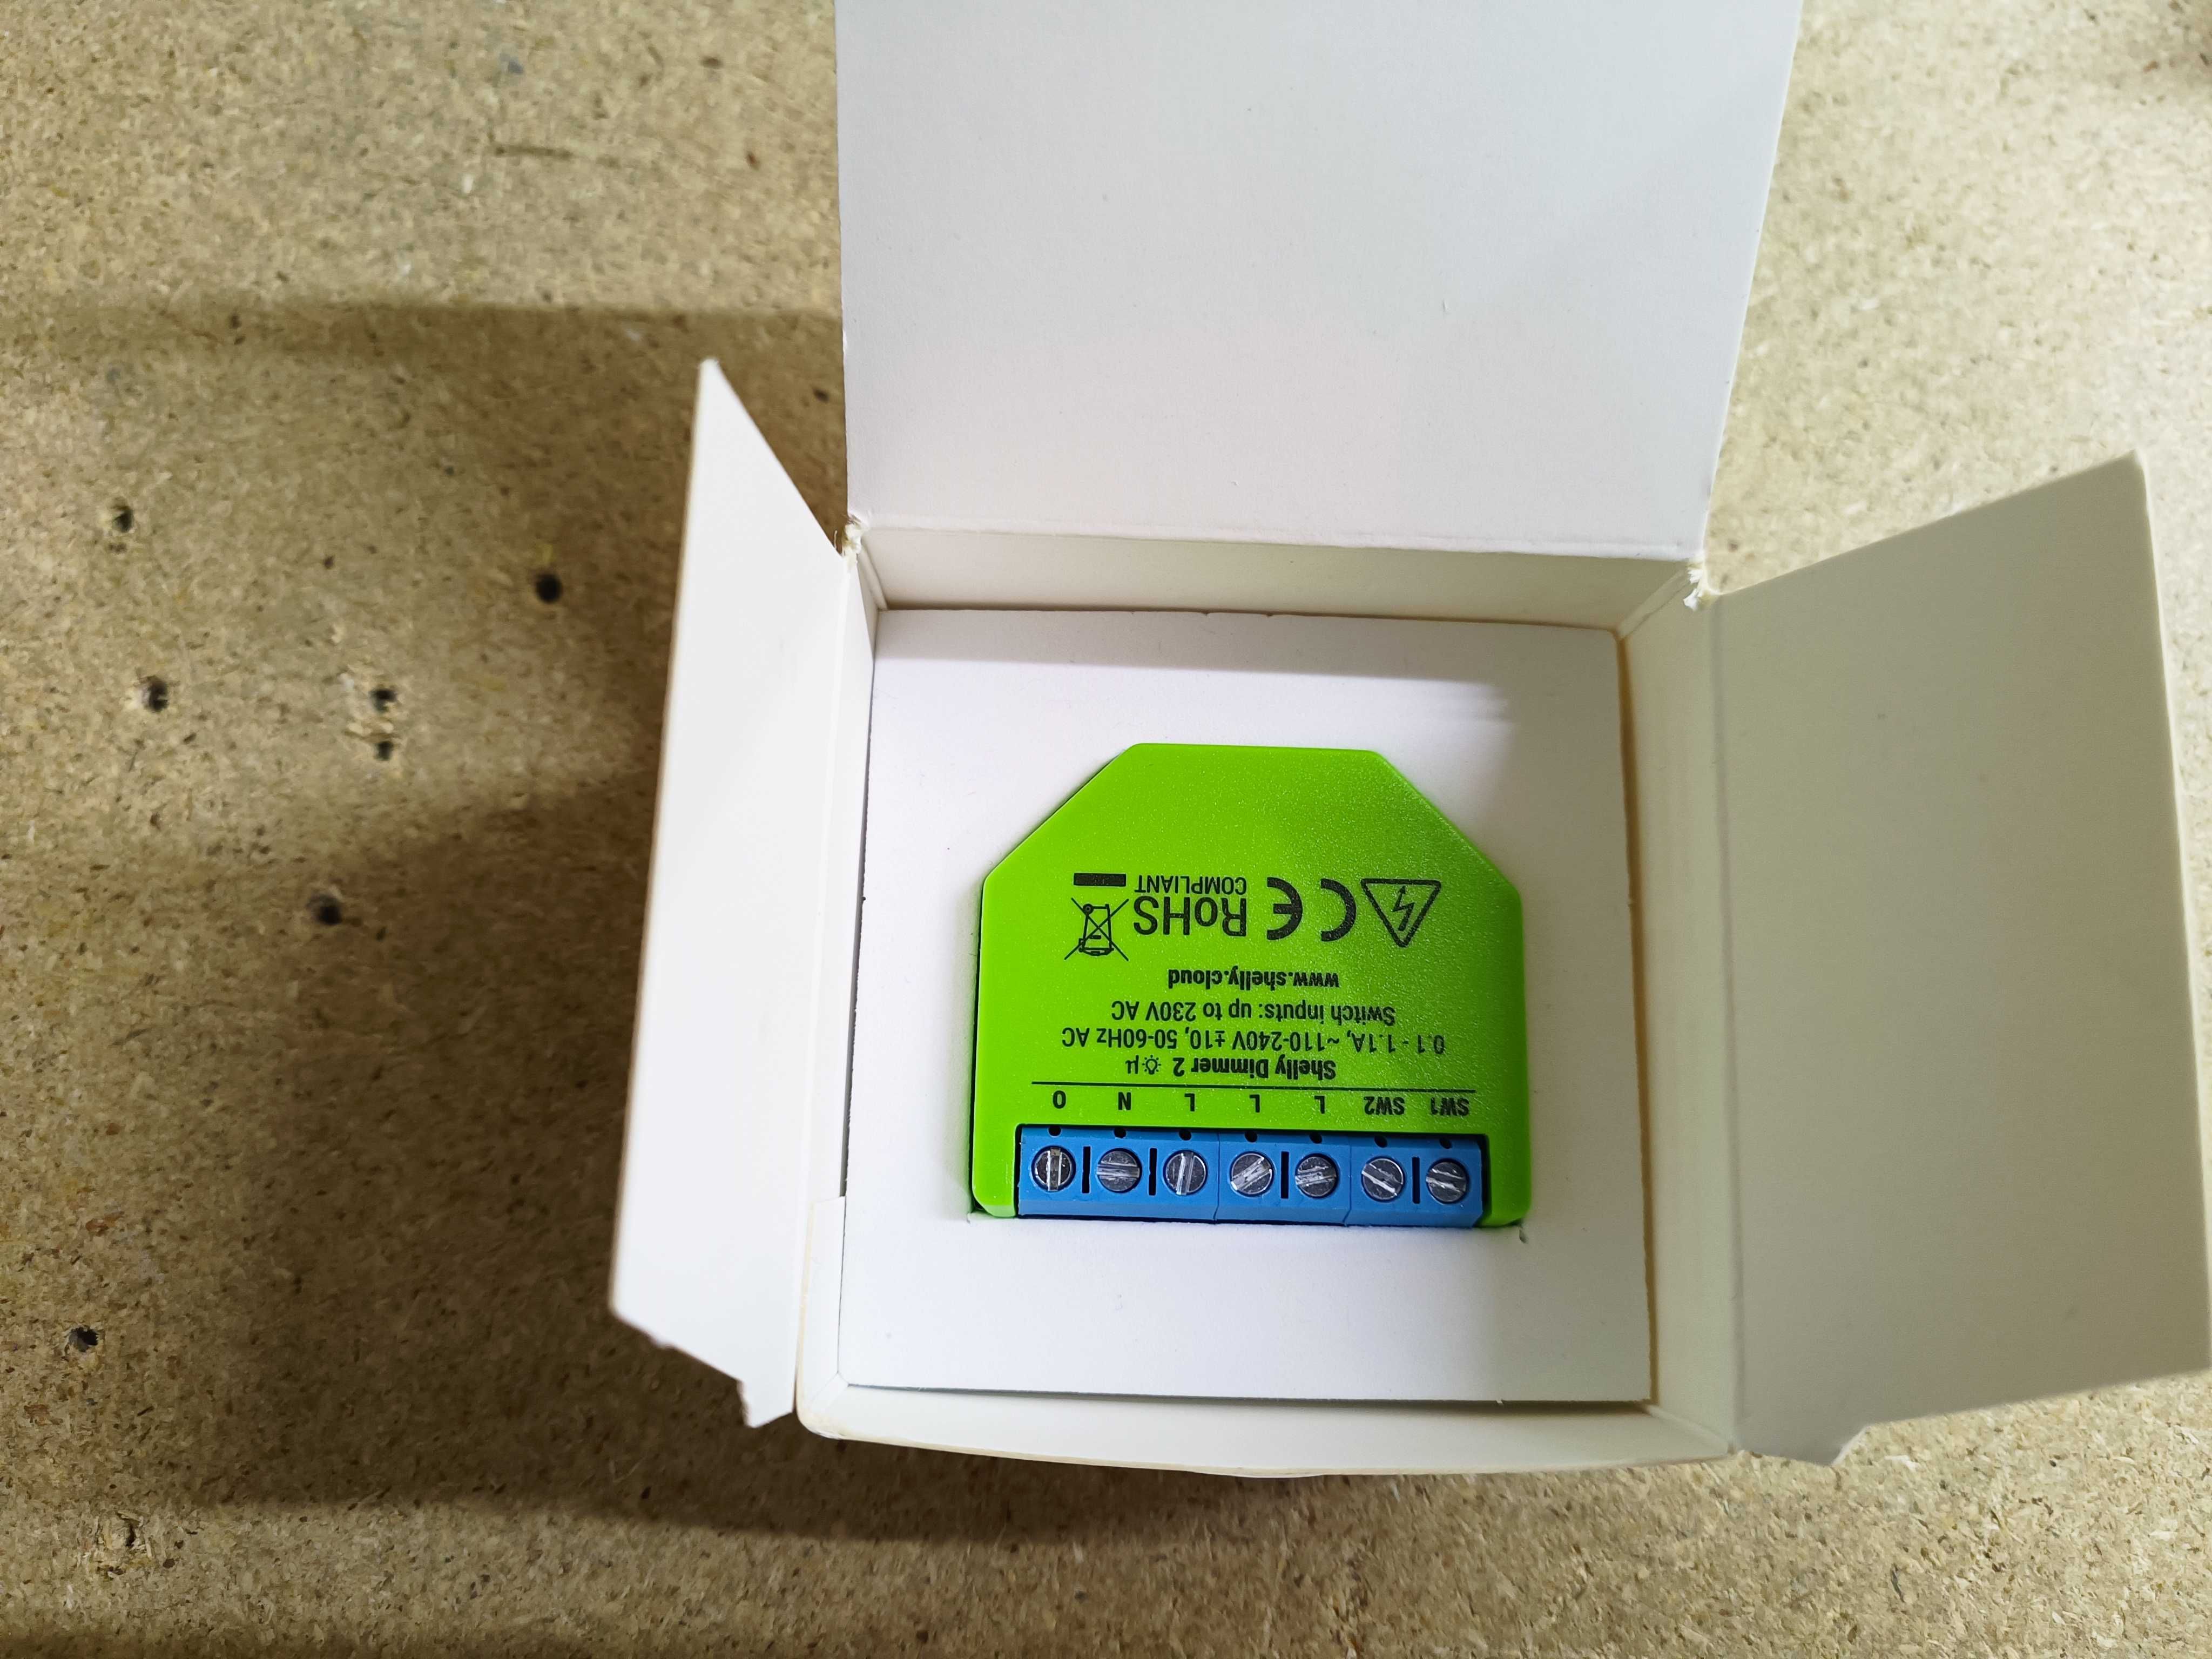 SW1 SW2 L L L N O
Shelly Dimmer 2 µ
0.1 - 1.1A, ~110-240V ±10, 50-60Hz AC
Switch inputs: up to 230V AC
www.shelly.cloud
CE RoHS
COMPLIANT